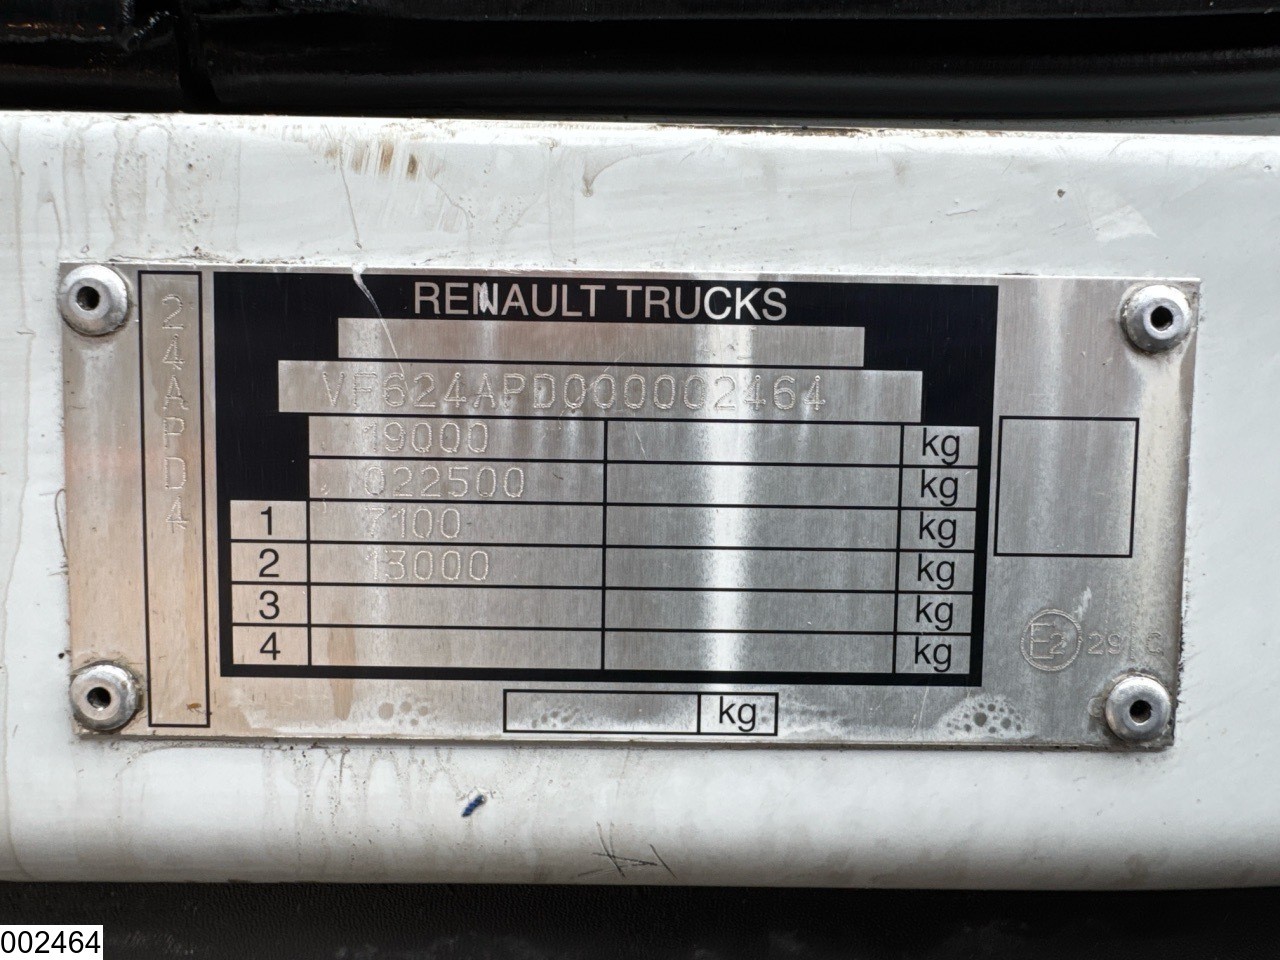 24APD4
RENAULT TRUCKS
VF624APD000002464
19000 kg
022500 kg
1 7100 kg
2 13000 kg
3 kg
4 kg
E2 29 C
kg
002464